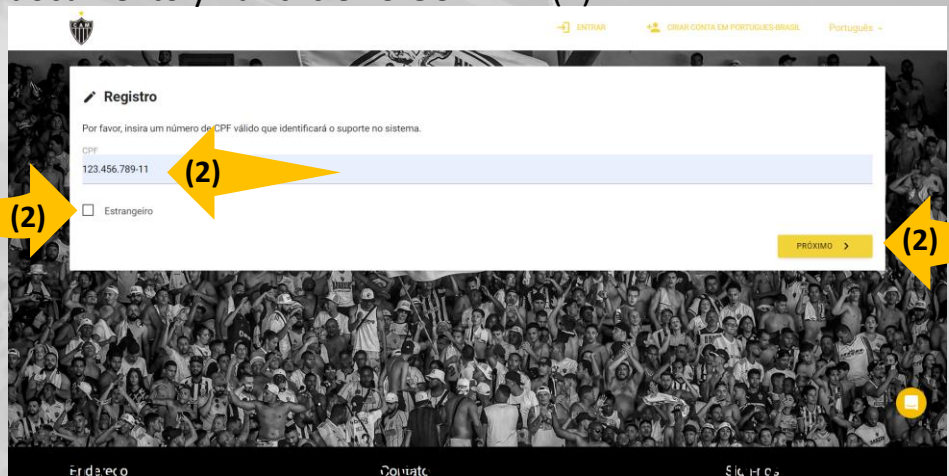 CAM
ENTRAR
CRIAR CONTA EM PORTUGUES-BRASIL
Português
Registro
Por favor, insira um número de CPF válido que identificará o suporte no sistema.
CPF
123.456.789-11
(2)
(2)
Estrangeiro
PRÓXIMO
(2)
Contato